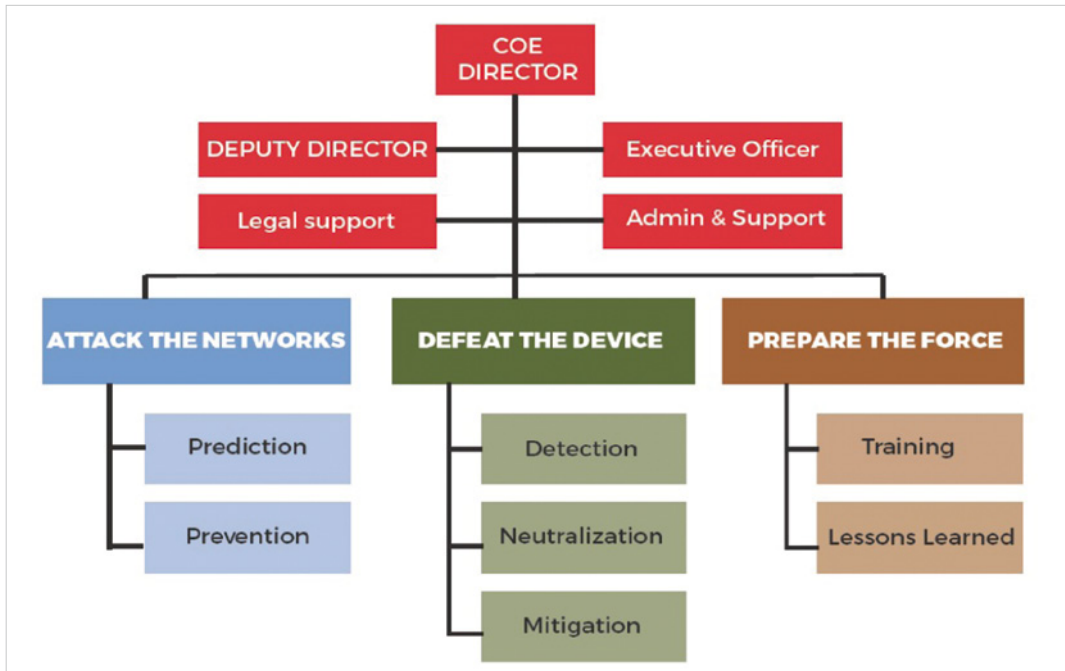 COE
DIRECTOR
DEPUTY DIRECTOR
Executive Officer
Legal support
Admin & Support
ATTACK THE NETWORKS
DEFEAT THE DEVICE
PREPARE THE FORCE
Prediction
Prevention
Detection
Neutralization
Mitigation
Training
Lessons Learned